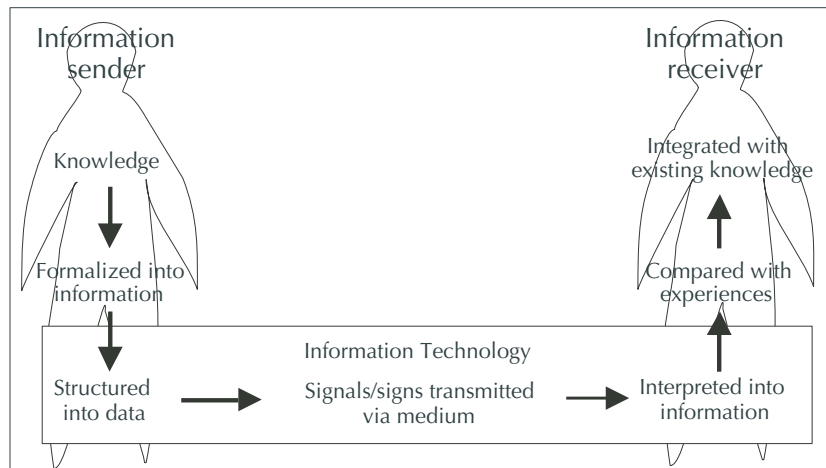 Information
sender
Information
receiver
Knowledge
Integrated with
existing knowledge
Formalized into
information
Compared with
experiences
Information Technology
Structured
into data
Signals/signs transmitted
via medium
Interpreted into
information